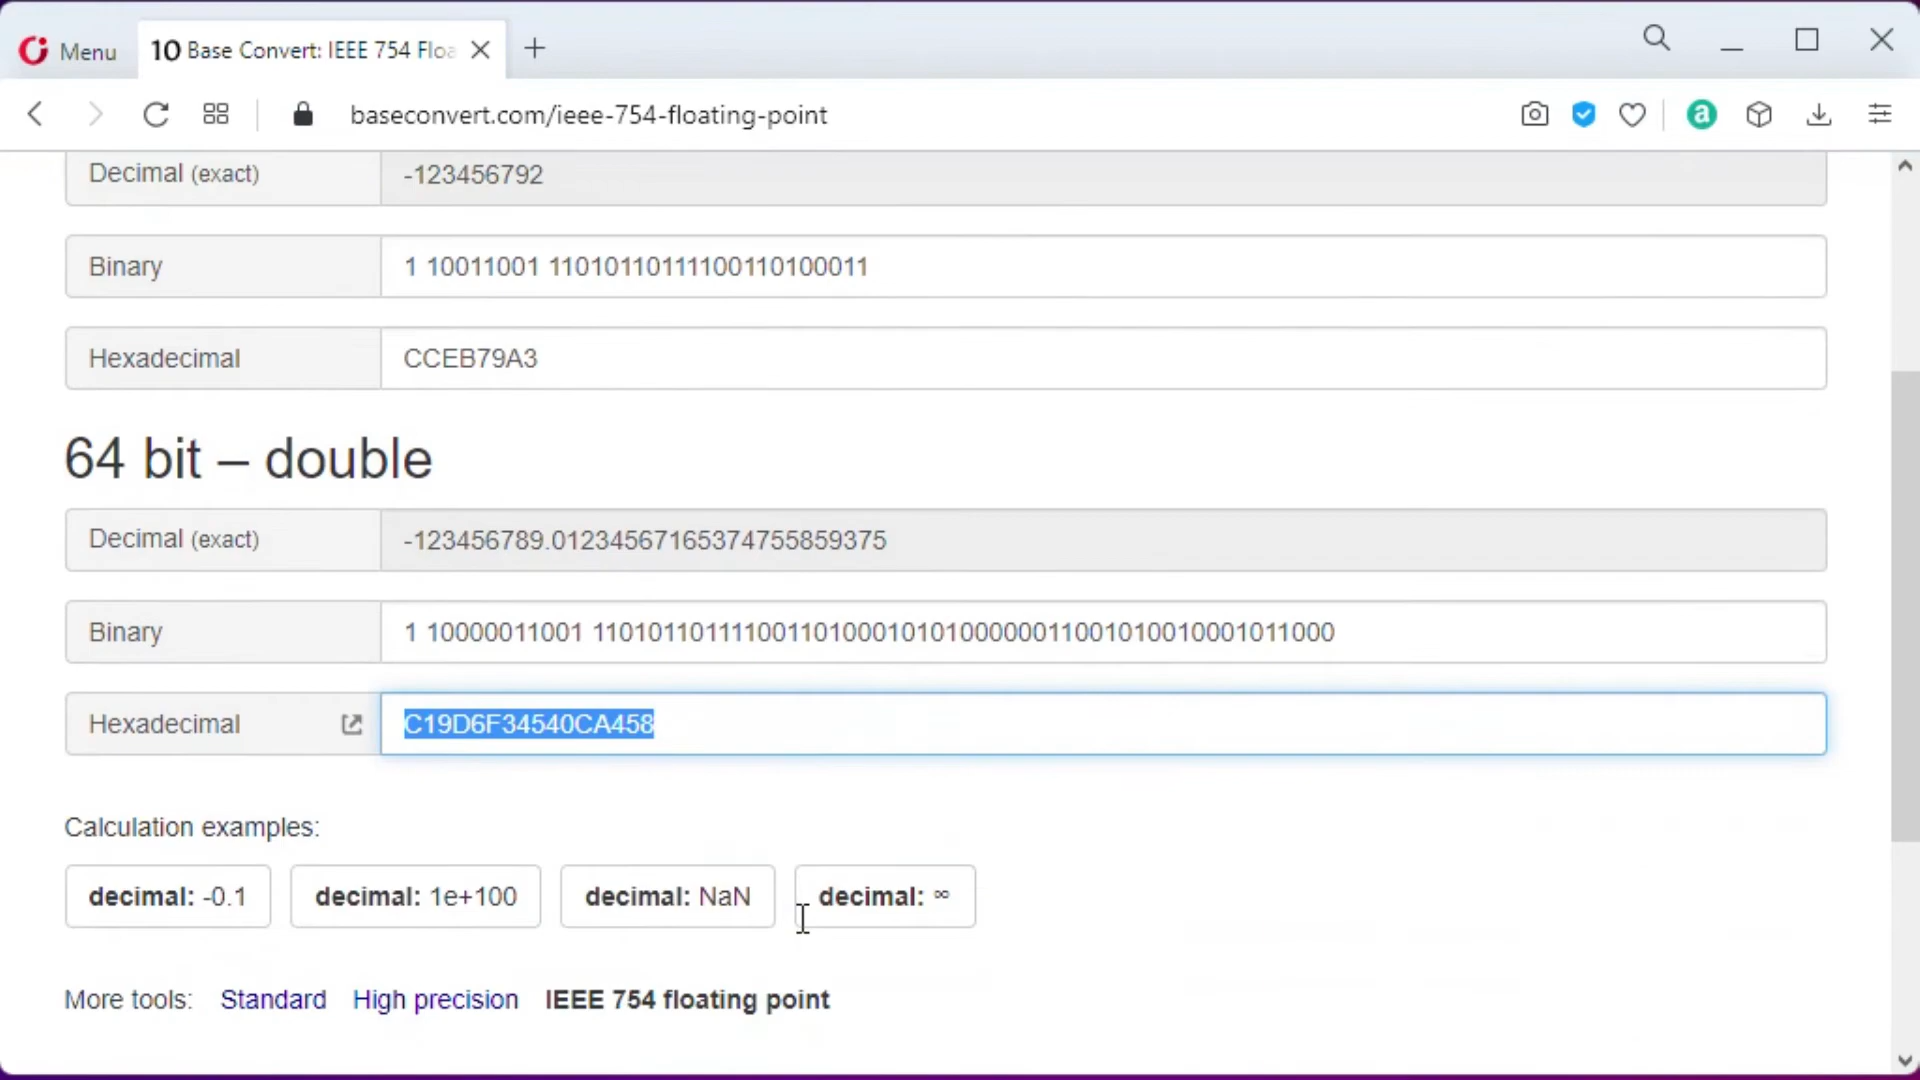 Menu
10 Base Convert: IEEE 754 Floa
baseconvert.com/ieee-754-floating-point
a
Decimal (exact)
-123456792
Binary
1 10011001 11010110111100110100011
Hexadecimal
CCEB79A3
64 bit – double
Decimal (exact)
-123456789.01234567165374755859375
Binary
1 10000011001 1101011011110011010001010100000011001010010001011000
Hexadecimal
C19D6F34540CA458
Calculation examples:
decimal: -0.1
decimal: 1e+100
decimal: NaN
decimal: ∞
More tools: Standard High precision IEEE 754 floating point